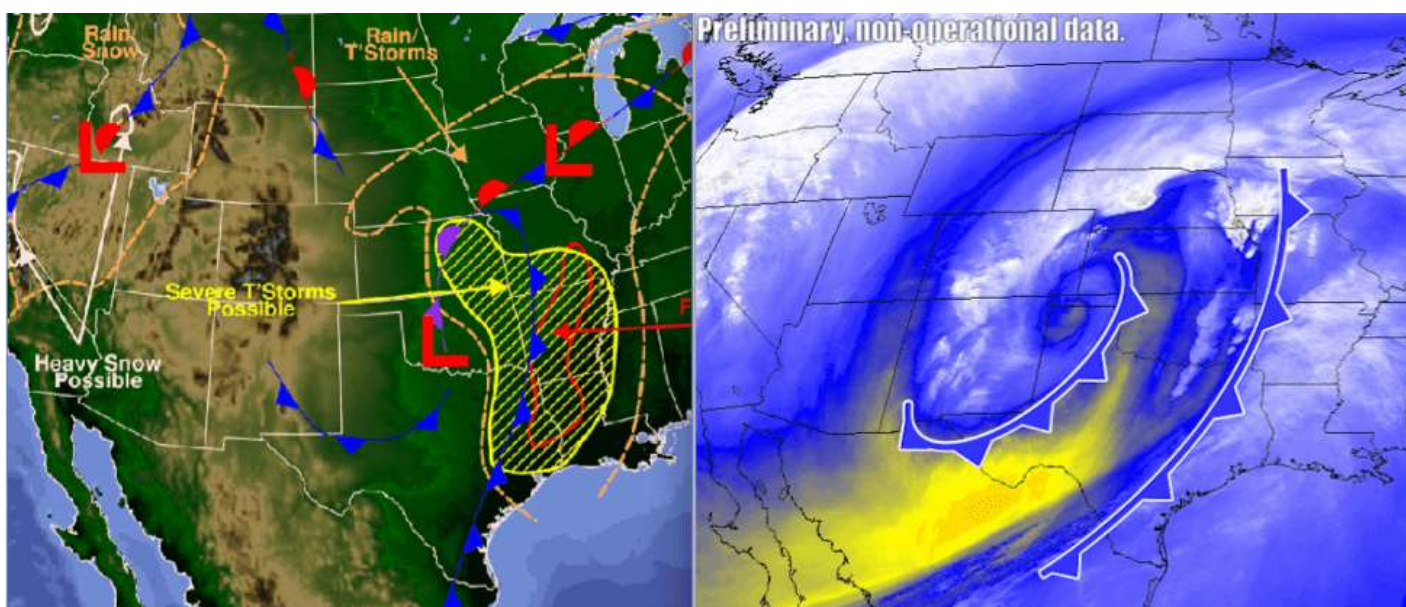 Rain/
Snow
Rain/
T'Storms
Preliminary, non-operational data.
L
L
Severe T'Storms
Possible
F
L
Heavy Snow
Possible